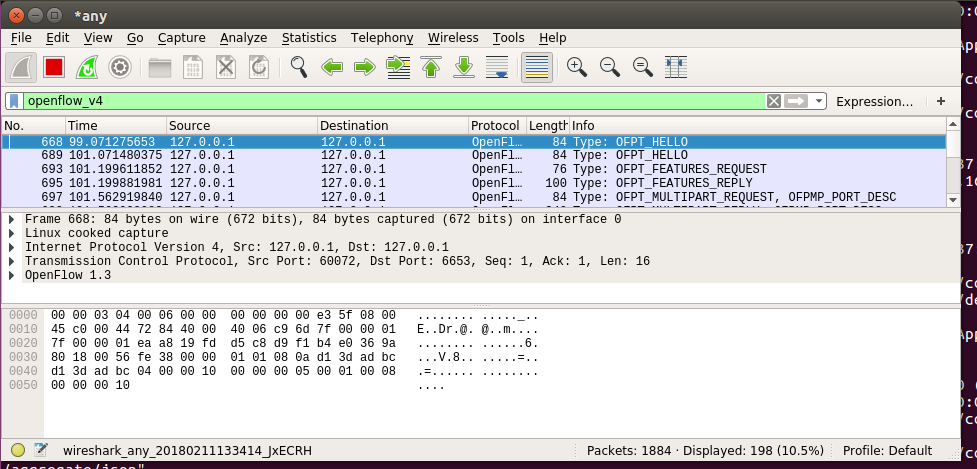 *any
File Edit View Go Capture Analyze Statistics Telephony Wireless Tools Help
openflow_v4 Expression... +
No. Time Source Destination Protocol Length Info
668 99.071275653 127.0.0.1 127.0.0.1 OpenFl… 84 Type: OFPT_HELLO
689 101.071480375 127.0.0.1 127.0.0.1 OpenFl… 84 Type: OFPT_HELLO
693 101.199611852 127.0.0.1 127.0.0.1 OpenFl… 76 Type: OFPT_FEATURES_REQUEST
695 101.199881981 127.0.0.1 127.0.0.1 OpenFl… 100 Type: OFPT_FEATURES_REPLY
697 101.562919840 127.0.0.1 127.0.0.1 OpenFl… 84 Type: OFPT_MULTIPART_REQUEST, OFPMP_PORT_DESC
Frame 668: 84 bytes on wire (672 bits), 84 bytes captured (672 bits) on interface 0
Linux cooked capture
Internet Protocol Version 4, Src: 127.0.0.1, Dst: 127.0.0.1
Transmission Control Protocol, Src Port: 60072, Dst Port: 6653, Seq: 1, Ack: 1, Len: 16
OpenFlow 1.3
0000 00 00 03 04 00 06 00 00 00 00 00 00 e3 5f 08 00 ........ ....._..
0010 45 c0 00 44 72 84 40 00 40 06 c9 6d 7f 00 00 01 E..Dr.@. @..m....
0020 7f 00 00 01 ea a8 19 fd d5 c8 d9 f1 b4 e0 36 9a ........ ......6.
0030 80 18 00 56 fe 38 00 00 01 01 08 0a d1 3d ad bc ...V.8.. .....=..
0040 d1 3d ad bc 04 00 00 10 00 00 00 05 00 01 00 08 .=...... ........
0050 00 00 00 10 ....
wireshark_any_20180211133414_JxECRH Packets: 1884 · Displayed: 198 (10.5%) Profile: Default
/aggregate/json"